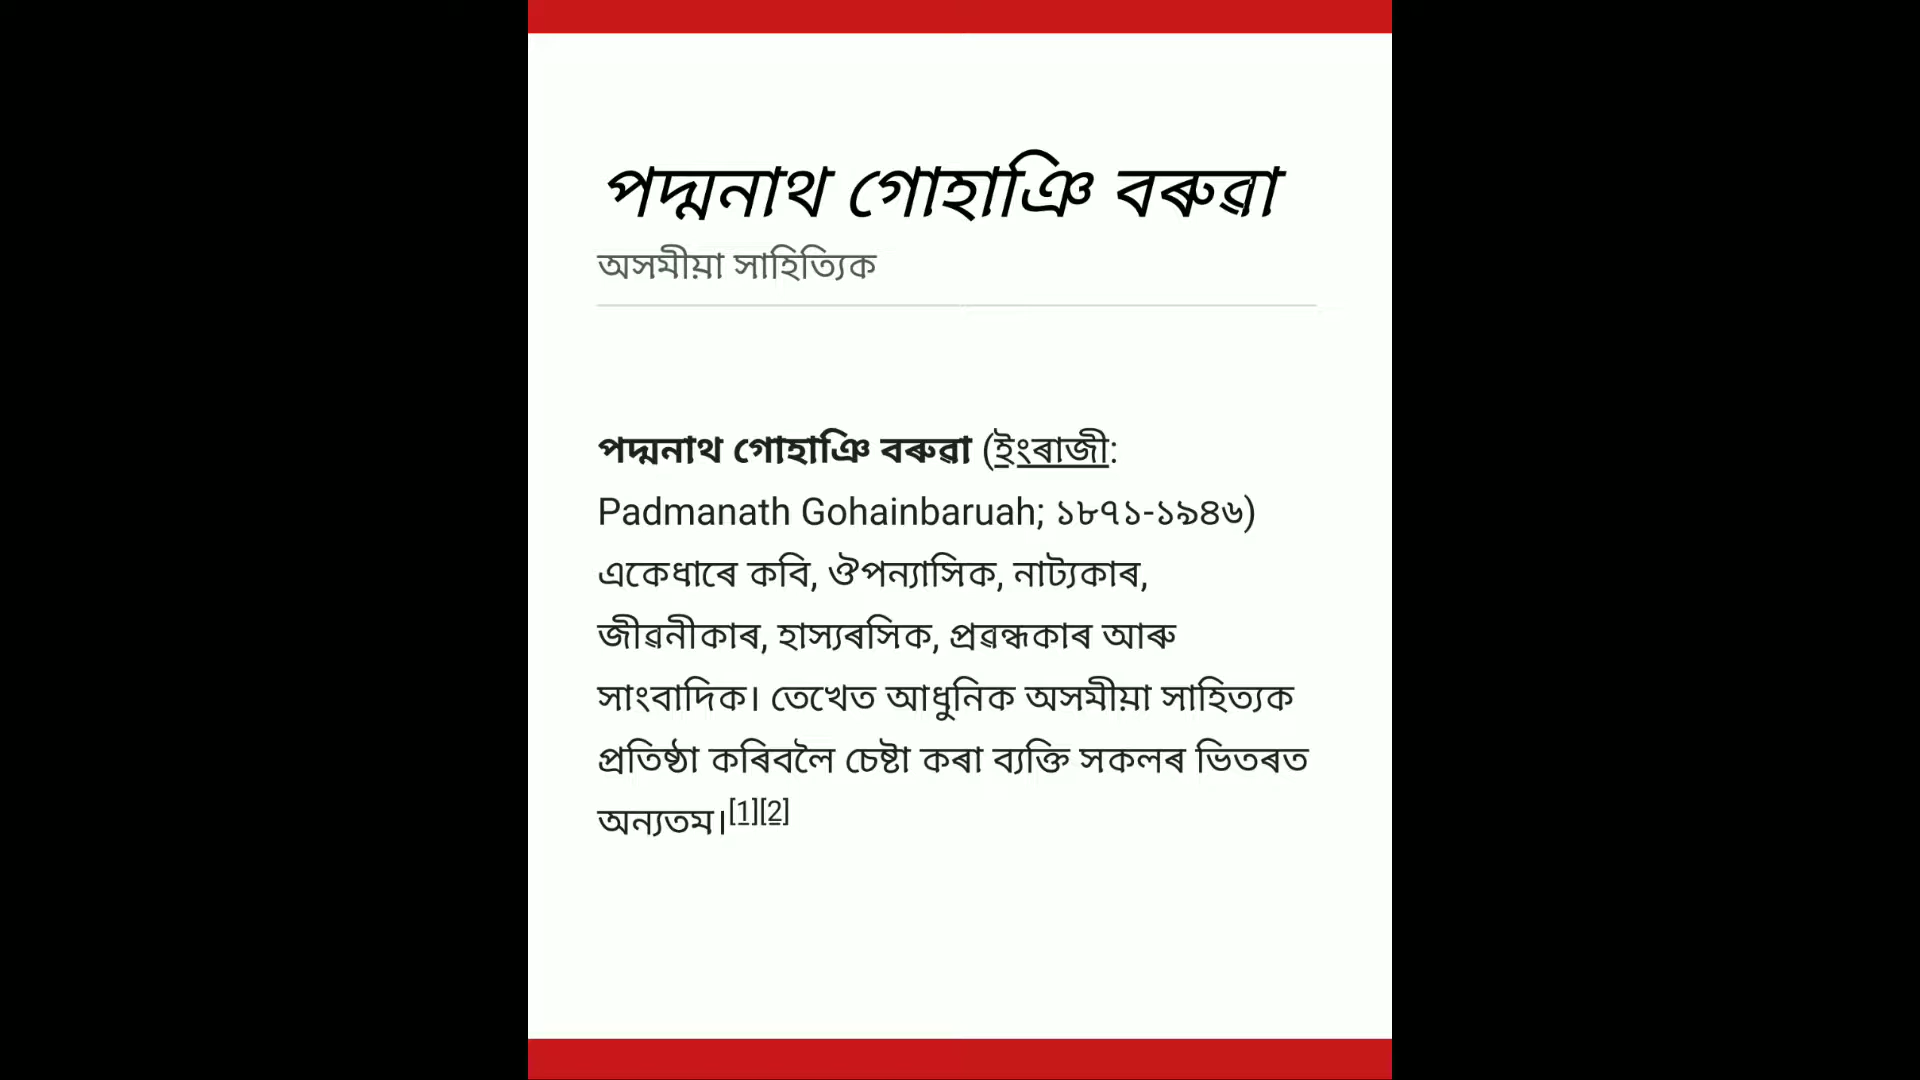 পদ্মনাথ গোহাঞি বৰুৱা
অসমীয়া সাহিত্যিক
পদ্মনাথ গোহাঞি বৰুৱা (ইংৰাজী:
Padmanath Gohainbaruah; ১৮৭১-১৯৪৬)
একেধাৰে কবি, ঔপন্যাসিক, নাট্যকাৰ,
জীৱনীকাৰ, হাস্যৰসিক, প্ৰৱন্ধকাৰ আৰু
সাংবাদিক। তেখেত আধুনিক অসমীয়া সাহিত্যক
প্ৰতিষ্ঠা কৰিবলৈ চেষ্টা কৰা ব্যক্তি সকলৰ ভিতৰত
অন্যতম।[1][2]